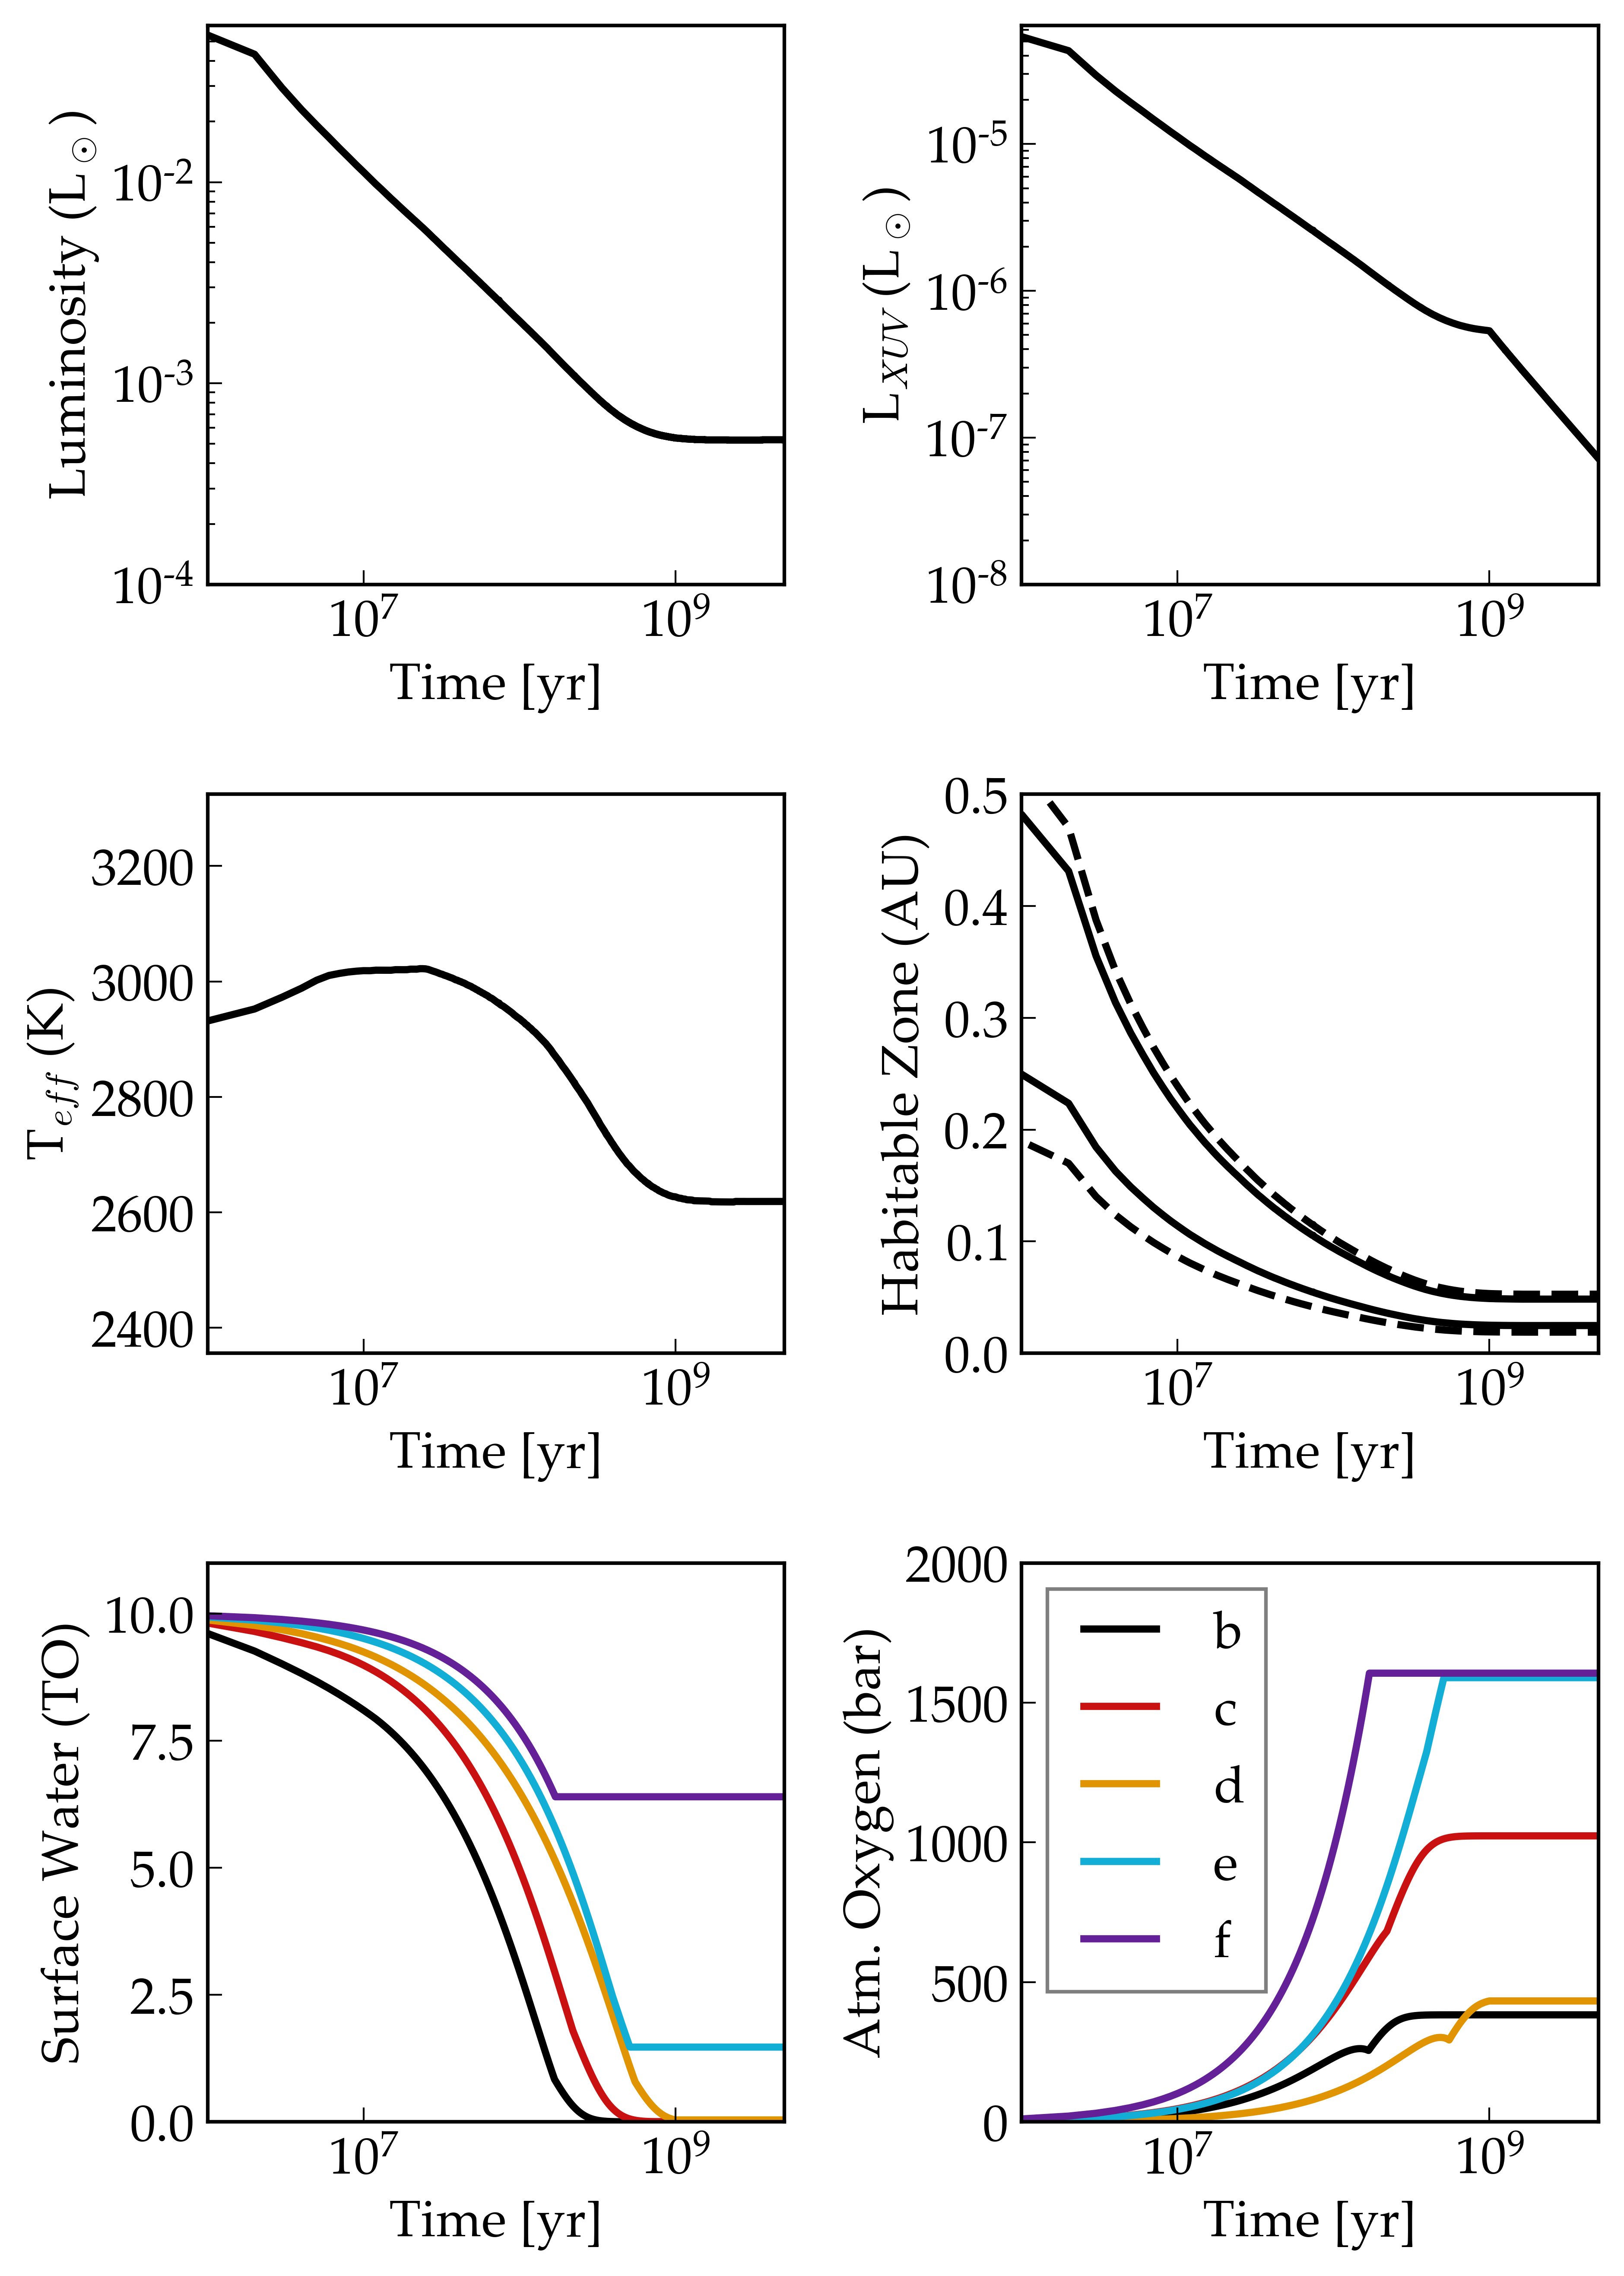 Luminosity (L⊙)
10^-2
10^-3
10^-4
10^7
10^9
Time [yr]
L_XUV (L⊙)
10^-5
10^-6
10^-7
10^-8
10^7
10^9
Time [yr]
T_eff (K)
3200
3000
2800
2600
2400
10^7
10^9
Time [yr]
Habitable Zone (AU)
0.5
0.4
0.3
0.2
0.1
0.0
10^7
10^9
Time [yr]
Surface Water (TO)
10.0
7.5
5.0
2.5
0.0
10^7
10^9
Time [yr]
Atm. Oxygen (bar)
2000
1500
1000
500
0
b
c
d
e
f
10^7
10^9
Time [yr]